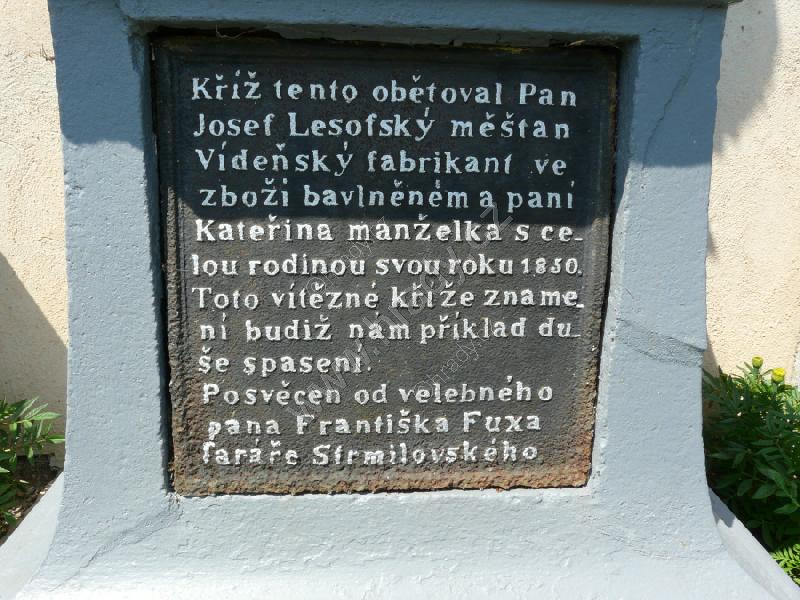 Kříž tento obětoval Pan
Josef Lesofský měštan
Vídeňský fabrikant ve
zboži bavlněném a paní
Kateřina manželka s ce-
lou rodinou svou roku 1850.
Toto vítězné kříže zname-
ní budiž nám příklad du-
še spasení.
Posvěcen od velebného
pána Františka Fuxa
faráře Strmilovského